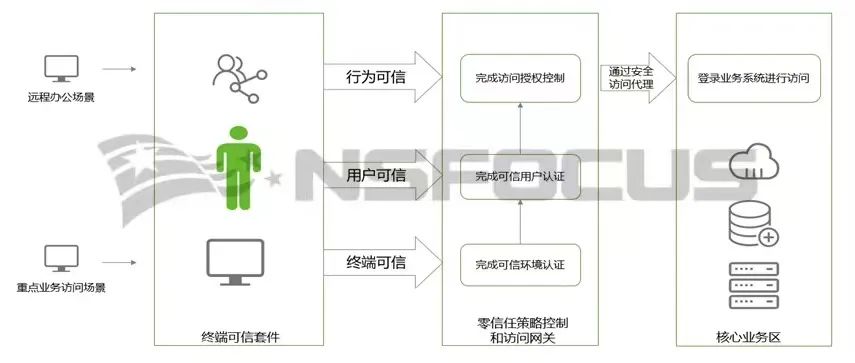 远程办公场景
重点业务访问场景
终端可信套件
行为可信
用户可信
终端可信
完成访问授权控制
完成可信用户认证
完成可信环境认证
零信任策略控制
和访问网关
通过安全
访问代理
登录业务系统进行访问
核心业务区
NSFOCUS